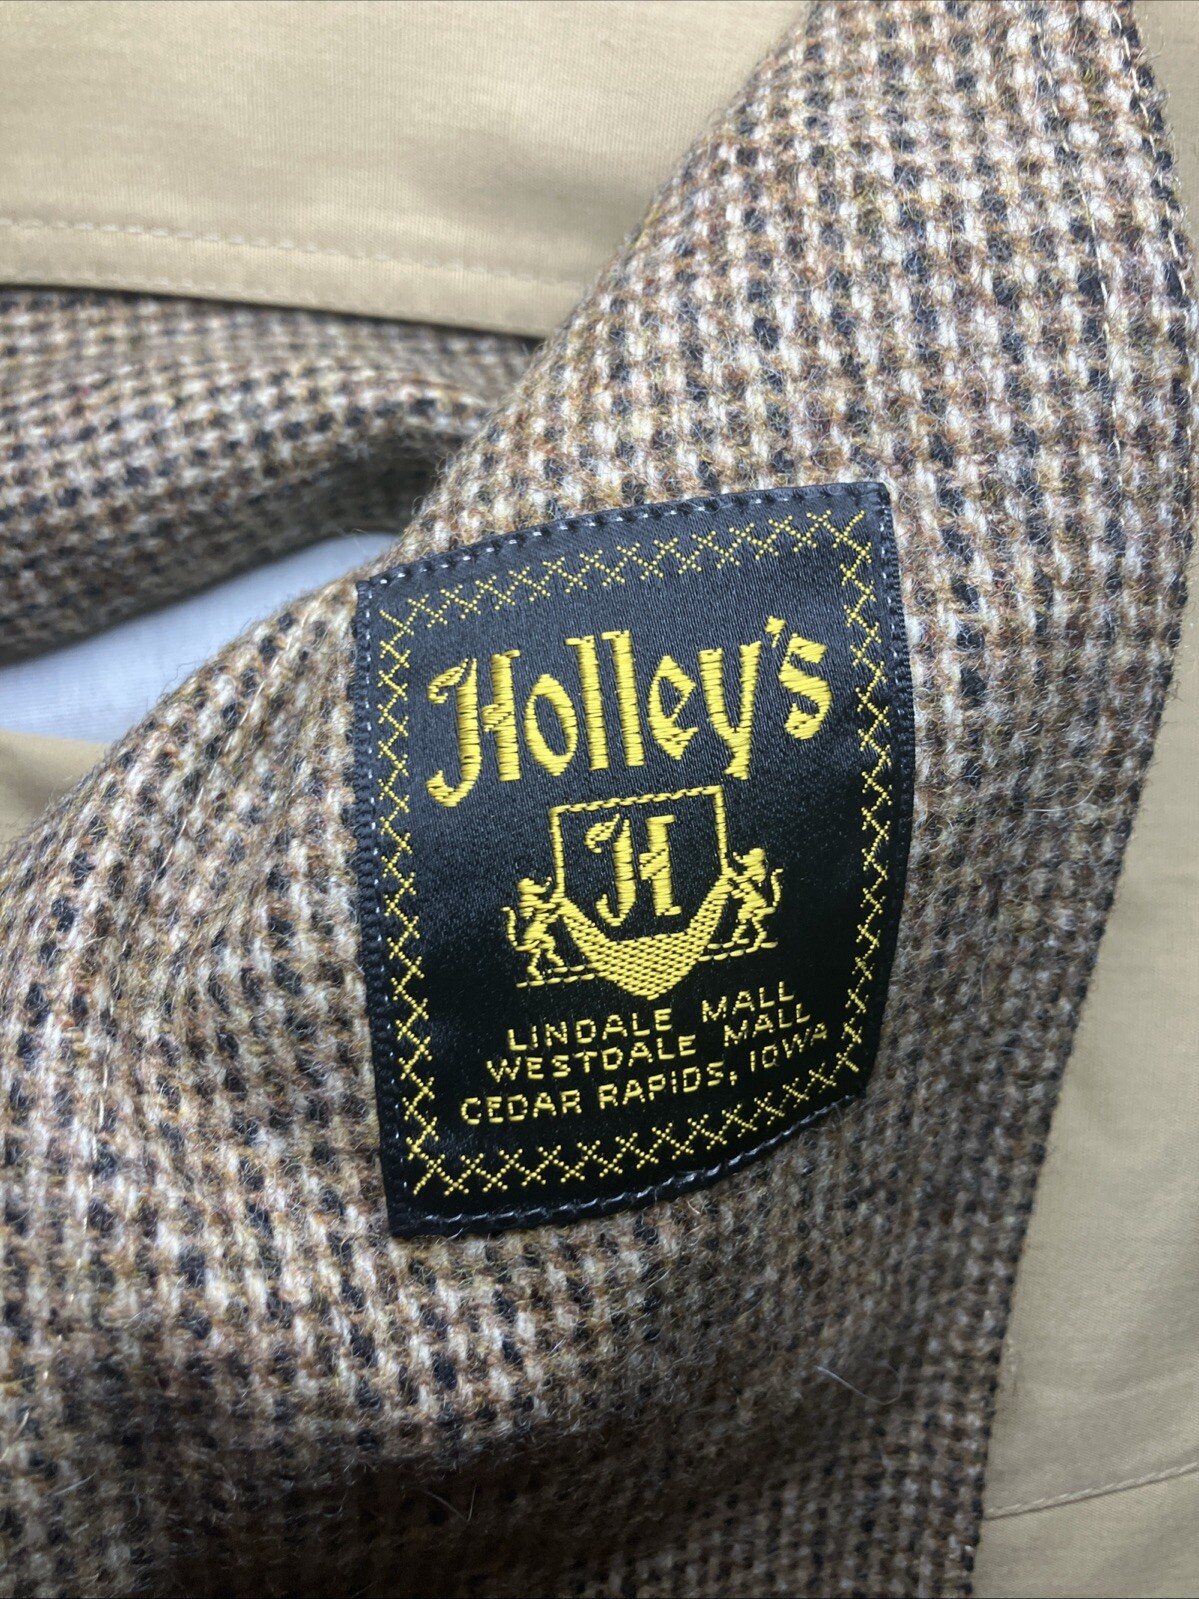 Holley's
H
LINDALE MALL
WESTDALE MALL
CEDAR RAPIDS, IOWA